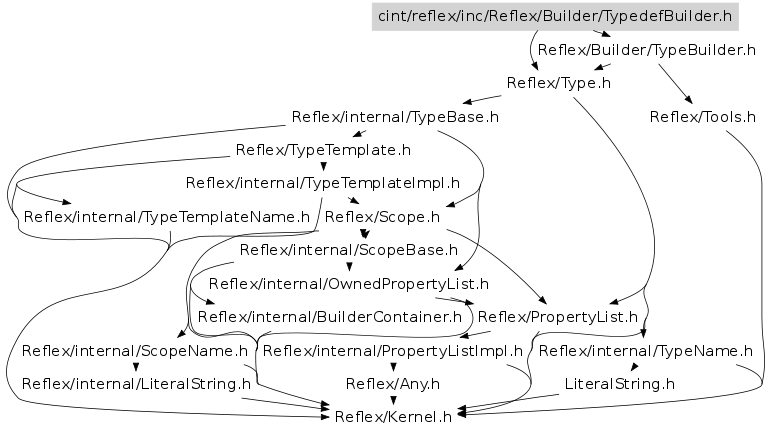 cint/reflex/inc/Reflex/Builder/TypedefBuilder.h
Reflex/Builder/TypeBuilder.h
Reflex/Type.h
Reflex/internal/TypeBase.h
Reflex/Tools.h
Reflex/TypeTemplate.h
Reflex/internal/TypeTemplateImpl.h
Reflex/internal/TypeTemplateName.h
Reflex/Scope.h
Reflex/internal/ScopeBase.h
Reflex/internal/OwnedPropertyList.h
Reflex/internal/BuilderContainer.h
Reflex/PropertyList.h
Reflex/internal/ScopeName.h
Reflex/internal/PropertyListImpl.h
Reflex/internal/TypeName.h
Reflex/internal/LiteralString.h
Reflex/Any.h
LiteralString.h
Reflex/Kernel.h